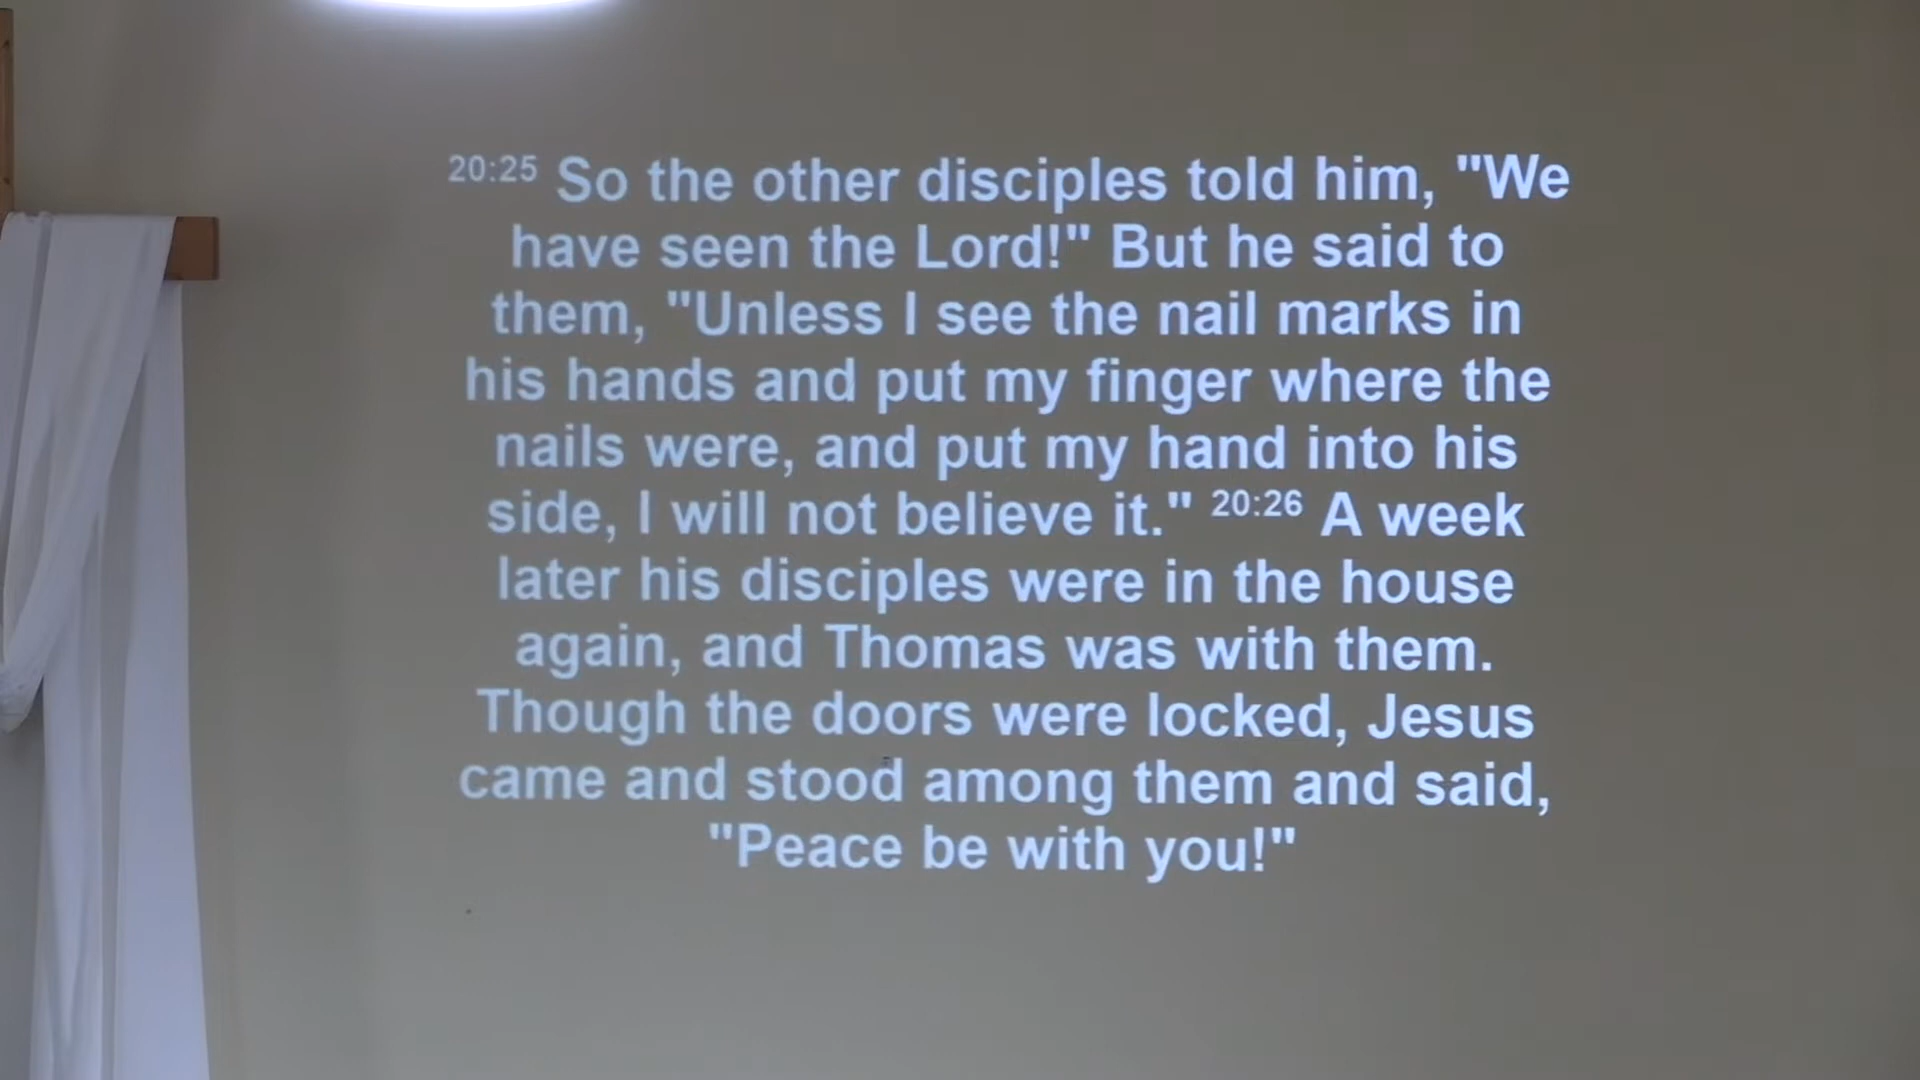 20:25 So the other disciples told him, "We
have seen the Lord!" But he said to
them, "Unless I see the nail marks in
his hands and put my finger where the
nails were, and put my hand into his
side, I will not believe it." 20:26 A week
later his disciples were in the house
again, and Thomas was with them.
Though the doors were locked, Jesus
came and stood among them and said,
"Peace be with you!"